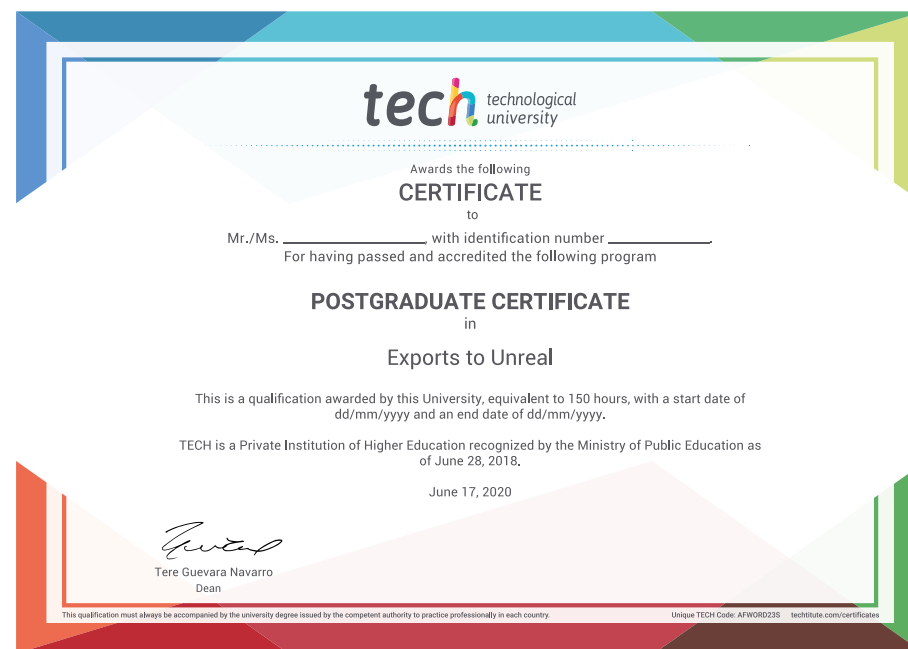 tech technological
university
Awards the following
CERTIFICATE
to
Mr./Ms. ____________, with identification number ____________.
For having passed and accredited the following program
POSTGRADUATE CERTIFICATE
in
Exports to Unreal
This is a qualification awarded by this University, equivalent to 150 hours, with a start date of
dd/mm/yyyy and an end date of dd/mm/yyyy.
TECH is a Private Institution of Higher Education recognized by the Ministry of Public Education as
of June 28, 2018.
June 17, 2020
Tere Guevara Navarro
Dean
This qualification must always be accompanied by the university degree issued by the competent authority to practice professionally in each country. Unique TECH Code: AFWORD23S techtitute.com/certificates